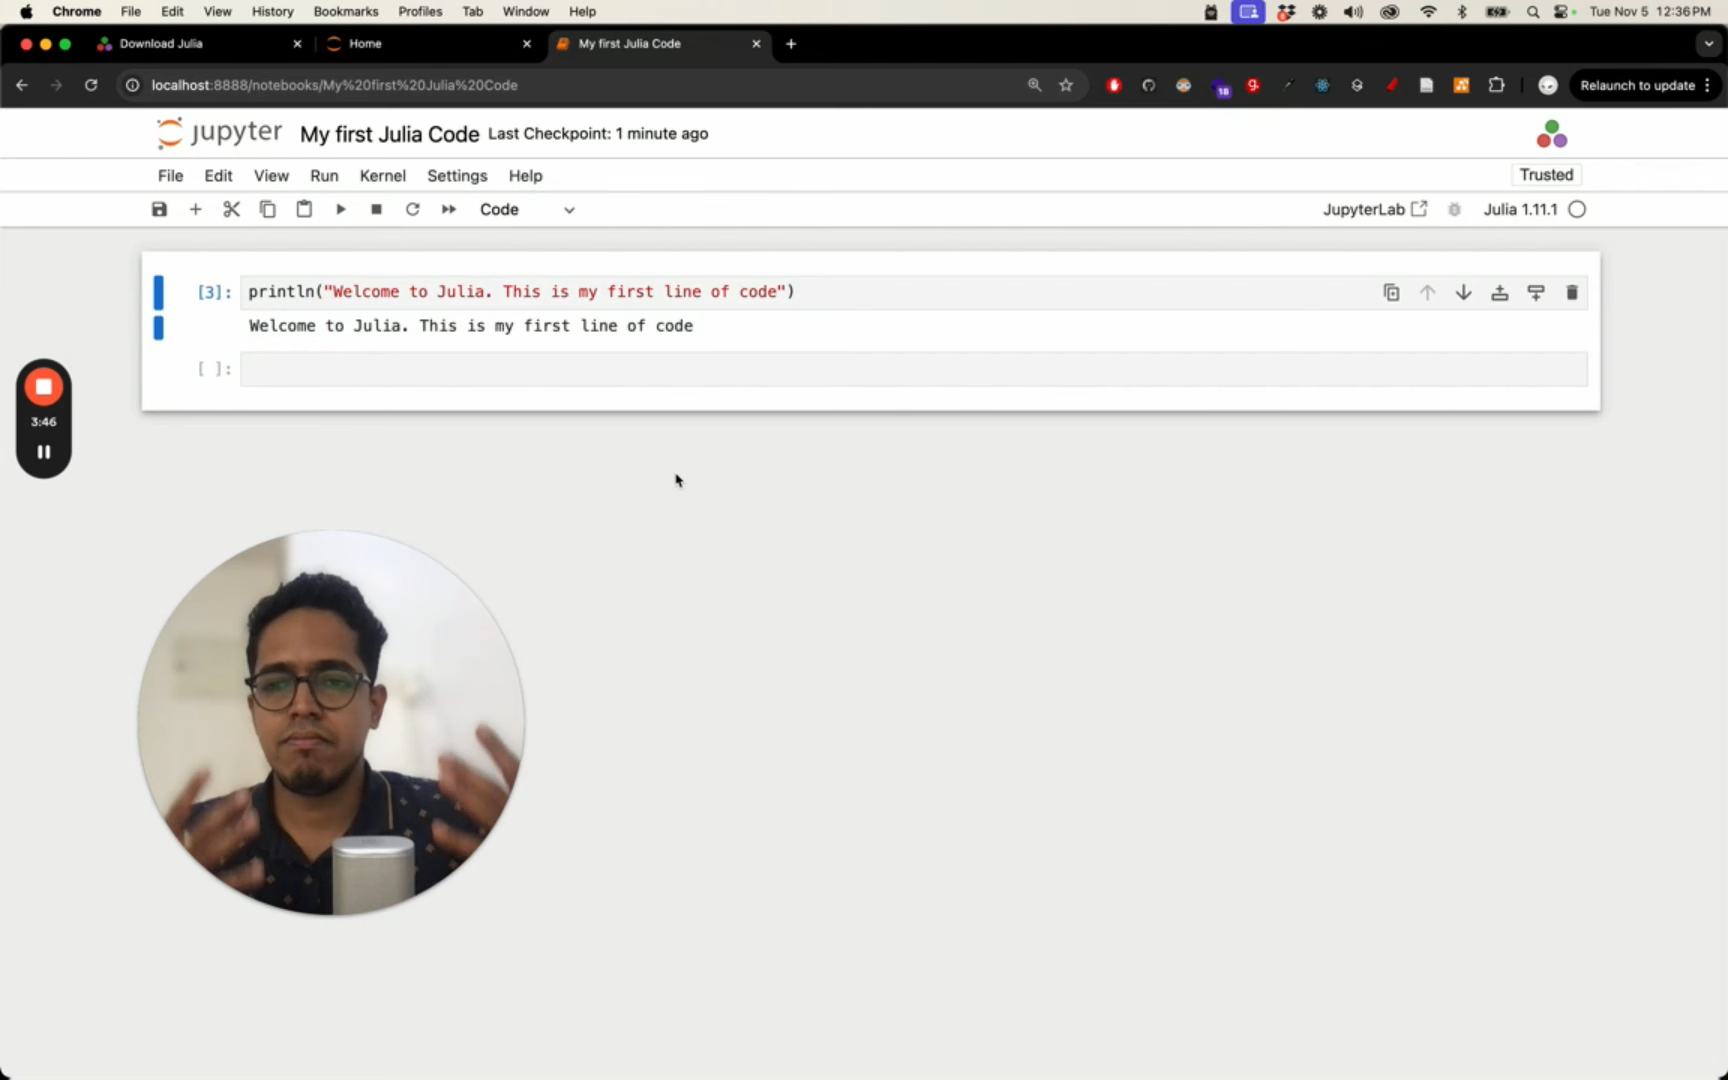 Chrome File Edit View History Bookmarks Profiles Tab Window Help Tue Nov 5 12:36 PM
Download Julia Home My first Julia Code
localhost:8888/notebooks/My%20first%20Julia%20Code 18 g. Relaunch to update
jupyter My first Julia Code Last Checkpoint: 1 minute ago
File Edit View Run Kernel Settings Help Trusted
Code JupyterLab Julia 1.11.1
[3]: println("Welcome to Julia. This is my first line of code")
Welcome to Julia. This is my first line of code
[ ]:
3:46